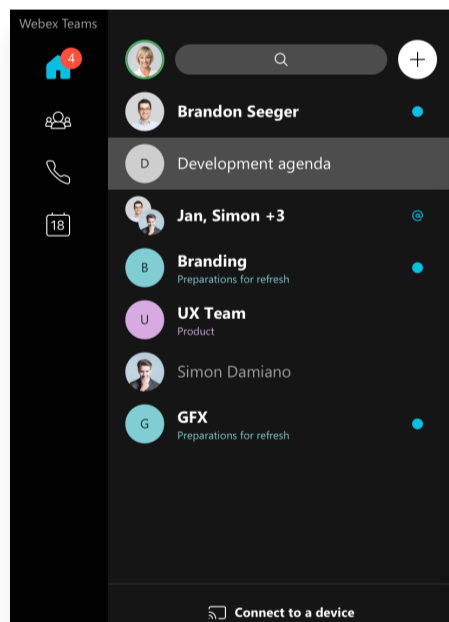 Webex Teams
4
18
Brandon Seeger
D
Development agenda
Jan, Simon +3
@
B
Branding
Preparations for refresh
U
UX Team
Product
Simon Damiano
G
GFX
Preparations for refresh
Connect to a device